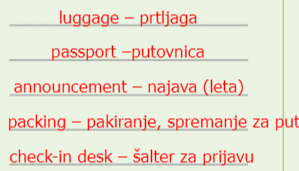 luggage – prtljaga
passport –putovnica
announcement – najava (leta)
packing – pakiranje, spremanje za put
check-in desk – šalter za prijavu